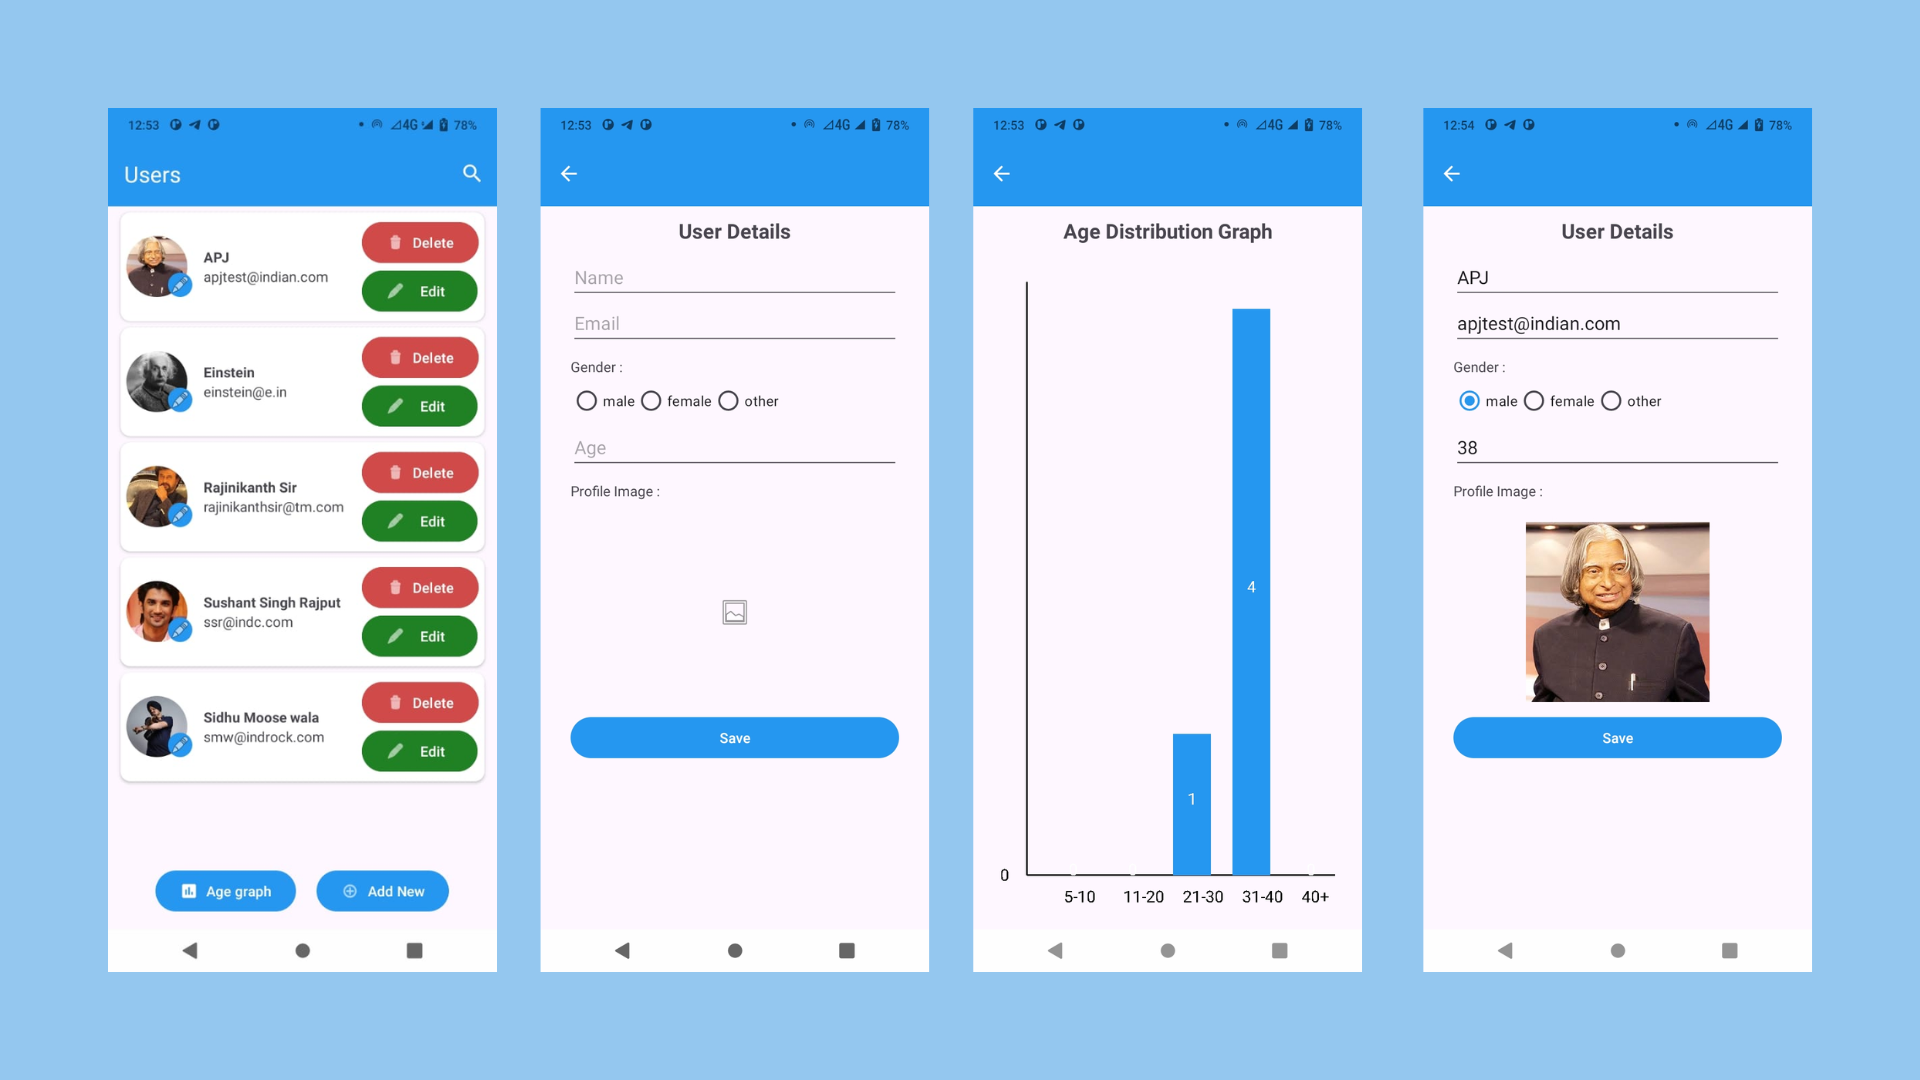 12:53 4G 78%
Users
APJ
apjtest@indian.com
Delete
Edit
Einstein
einstein@e.in
Delete
Edit
Rajinikanth Sir
rajinikanthsir@tm.com
Delete
Edit
Sushant Singh Rajput
ssr@indc.com
Delete
Edit
Sidhu Moose wala
smw@indrock.com
Delete
Edit
Age graph
Add New
12:53 4G 78%
User Details
Name
Email
Gender :
male female other
Age
Profile Image :
Save
12:53 4G 78%
Age Distribution Graph
4
1
0
5-10 11-20 21-30 31-40 40+
12:54 4G 78%
User Details
APJ
apjtest@indian.com
Gender :
male female other
38
Profile Image :
Save